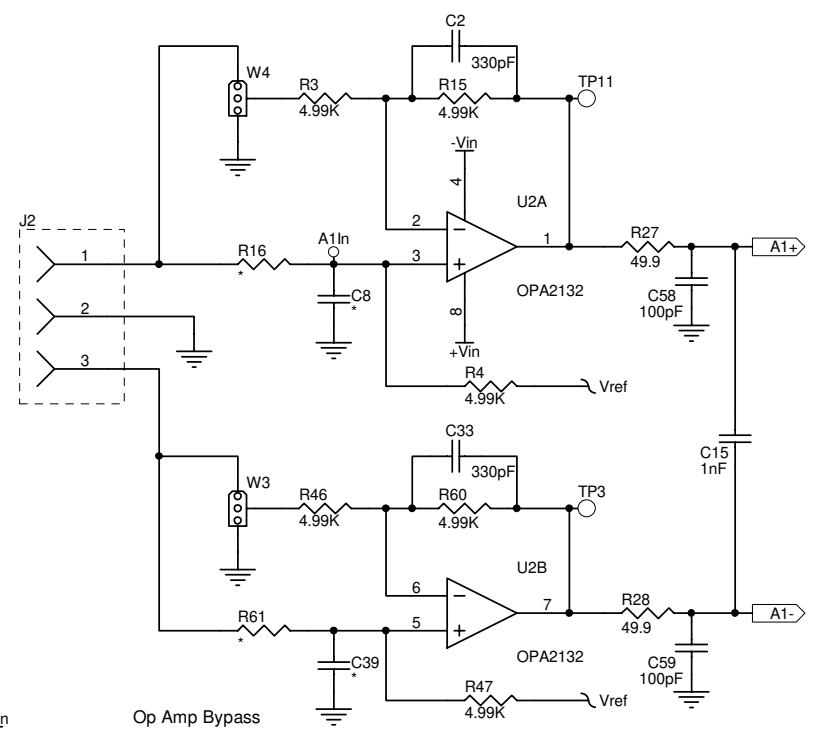 C2
330pF
W4
R3
4.99K
R15
4.99K
TP11
-Vin
4
U2A
J2
1
R16
*
A1In
2
3
1
R27
49.9
A1+
C8
*
8
OPA2132
C58
100pF
2
+Vin
3
R4
4.99K
Vref
C33
330pF
C15
1nF
W3
R46
4.99K
R60
4.99K
TP3
U2B
6
R61
*
5
7
R28
49.9
A1-
C39
*
OPA2132
C59
100pF
R47
4.99K
Vref
n
Op Amp Bypass